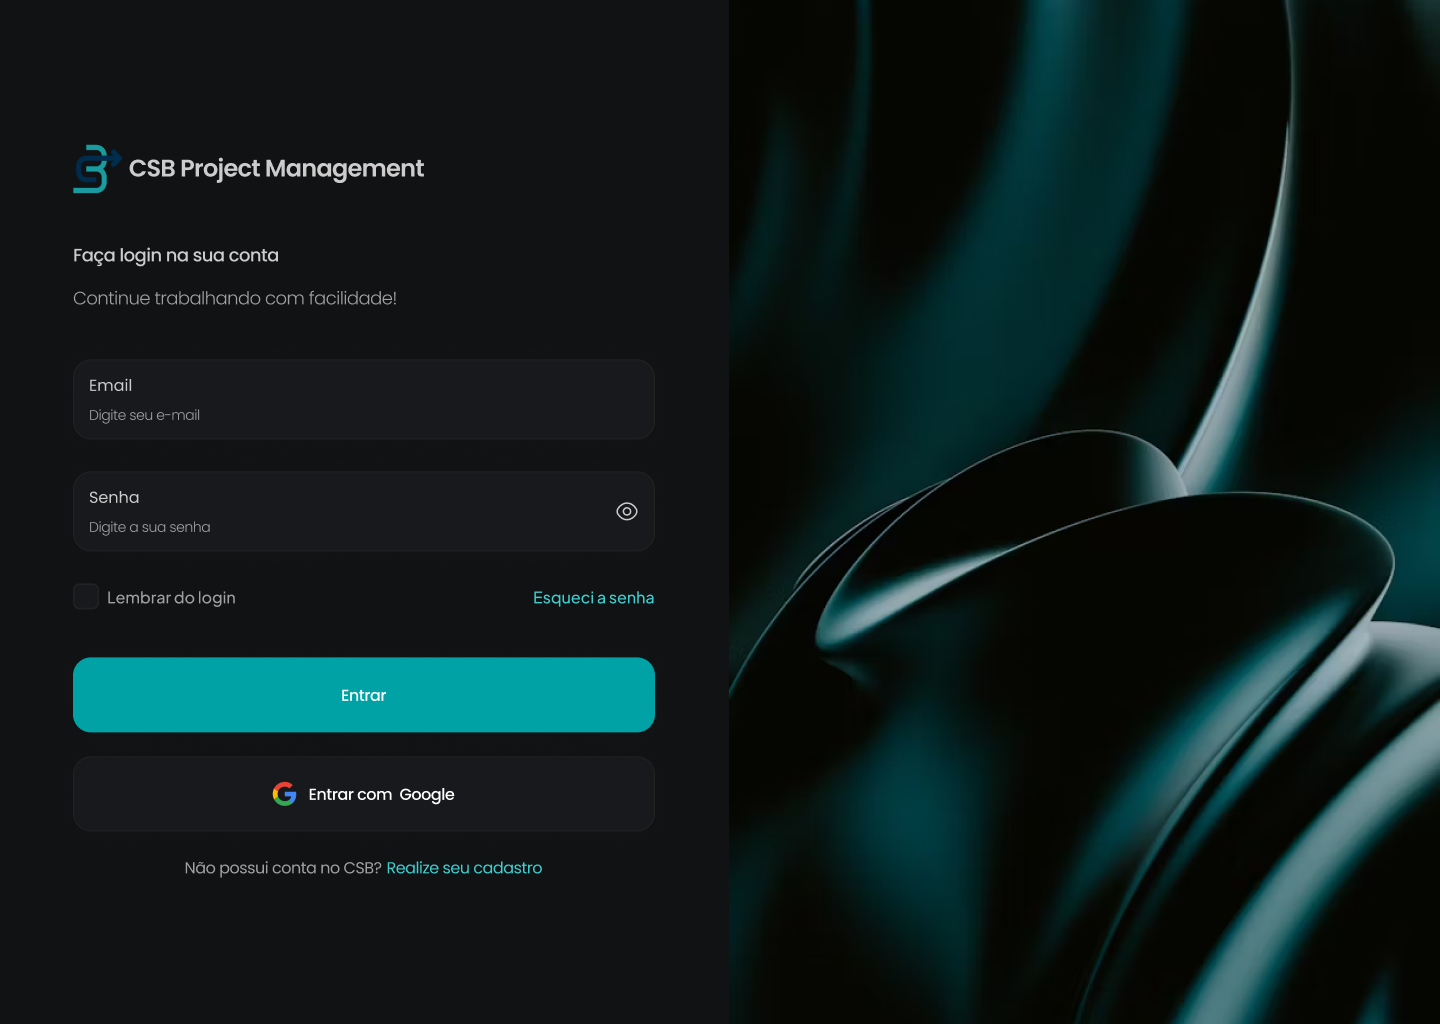 CSB Project Management
Faça login na sua conta
Continue trabalhando com facilidade!
Email
Digite seu e-mail
Senha
Digite a sua senha
Lembrar do login
Esqueci a senha
Entrar
Entrar com Google
Não possui conta no CSB? Realize seu cadastro